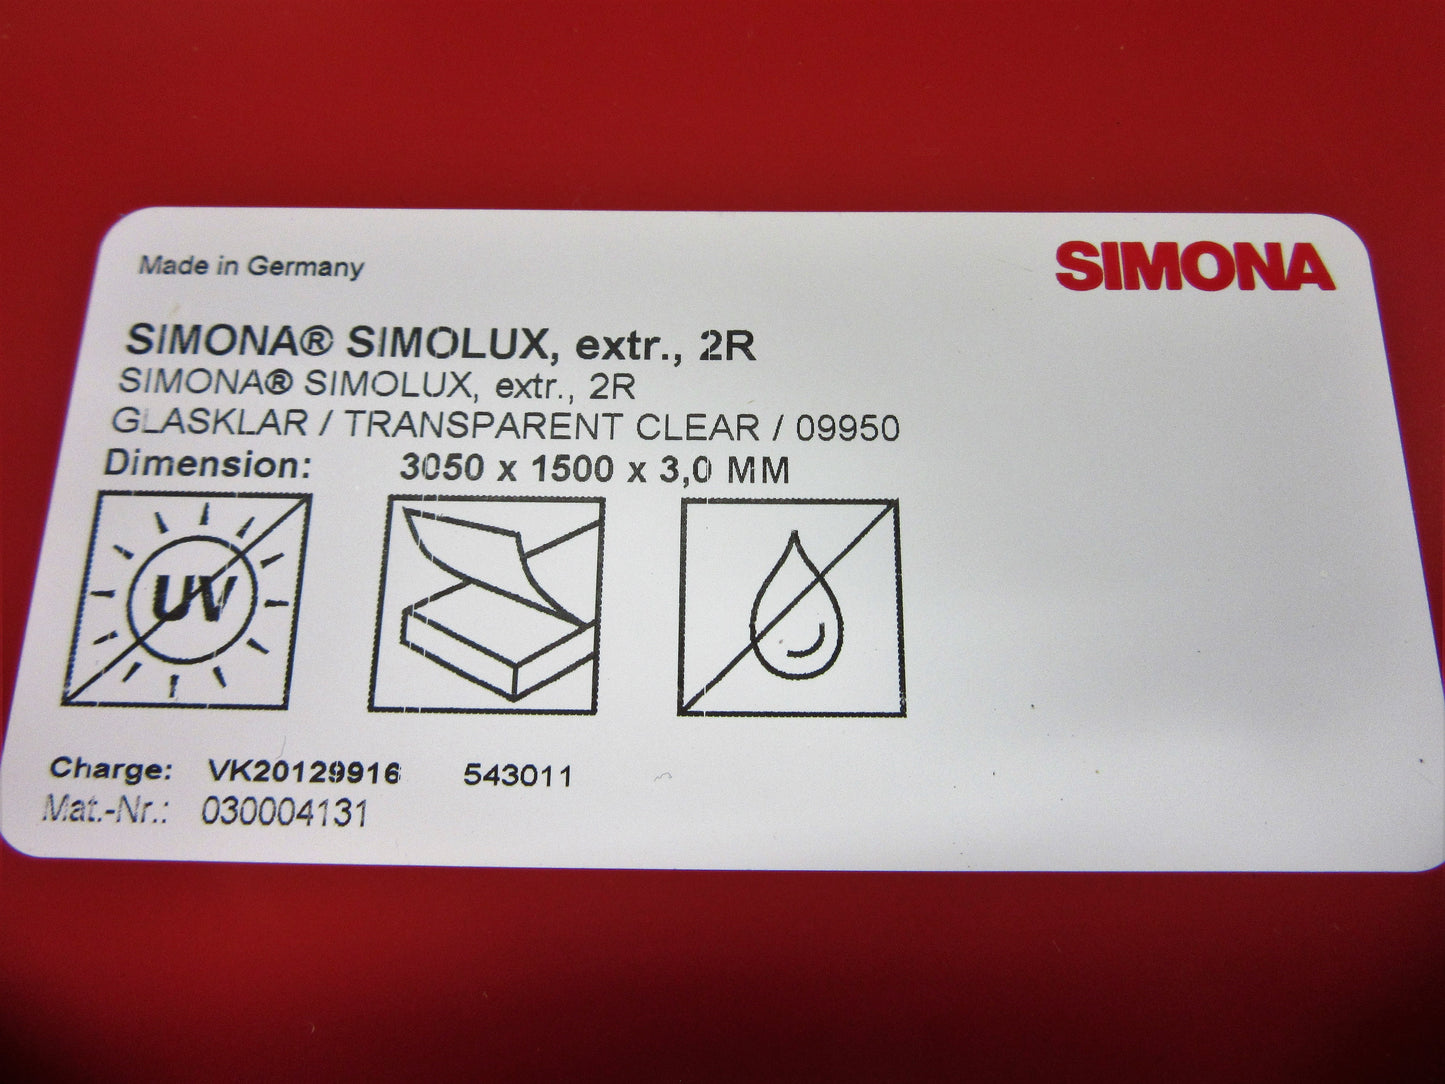 Made in Germany
SIMONA
SIMONA® SIMOLUX, extr., 2R
SIMONA® SIMOLUX, extr., 2R
GLASKLAR / TRANSPARENT CLEAR / 09950
Dimension: 3050 x 1500 x 3,0 MM
UV
Charge: VK20129916 543011
Mat.-Nr.: 030004131